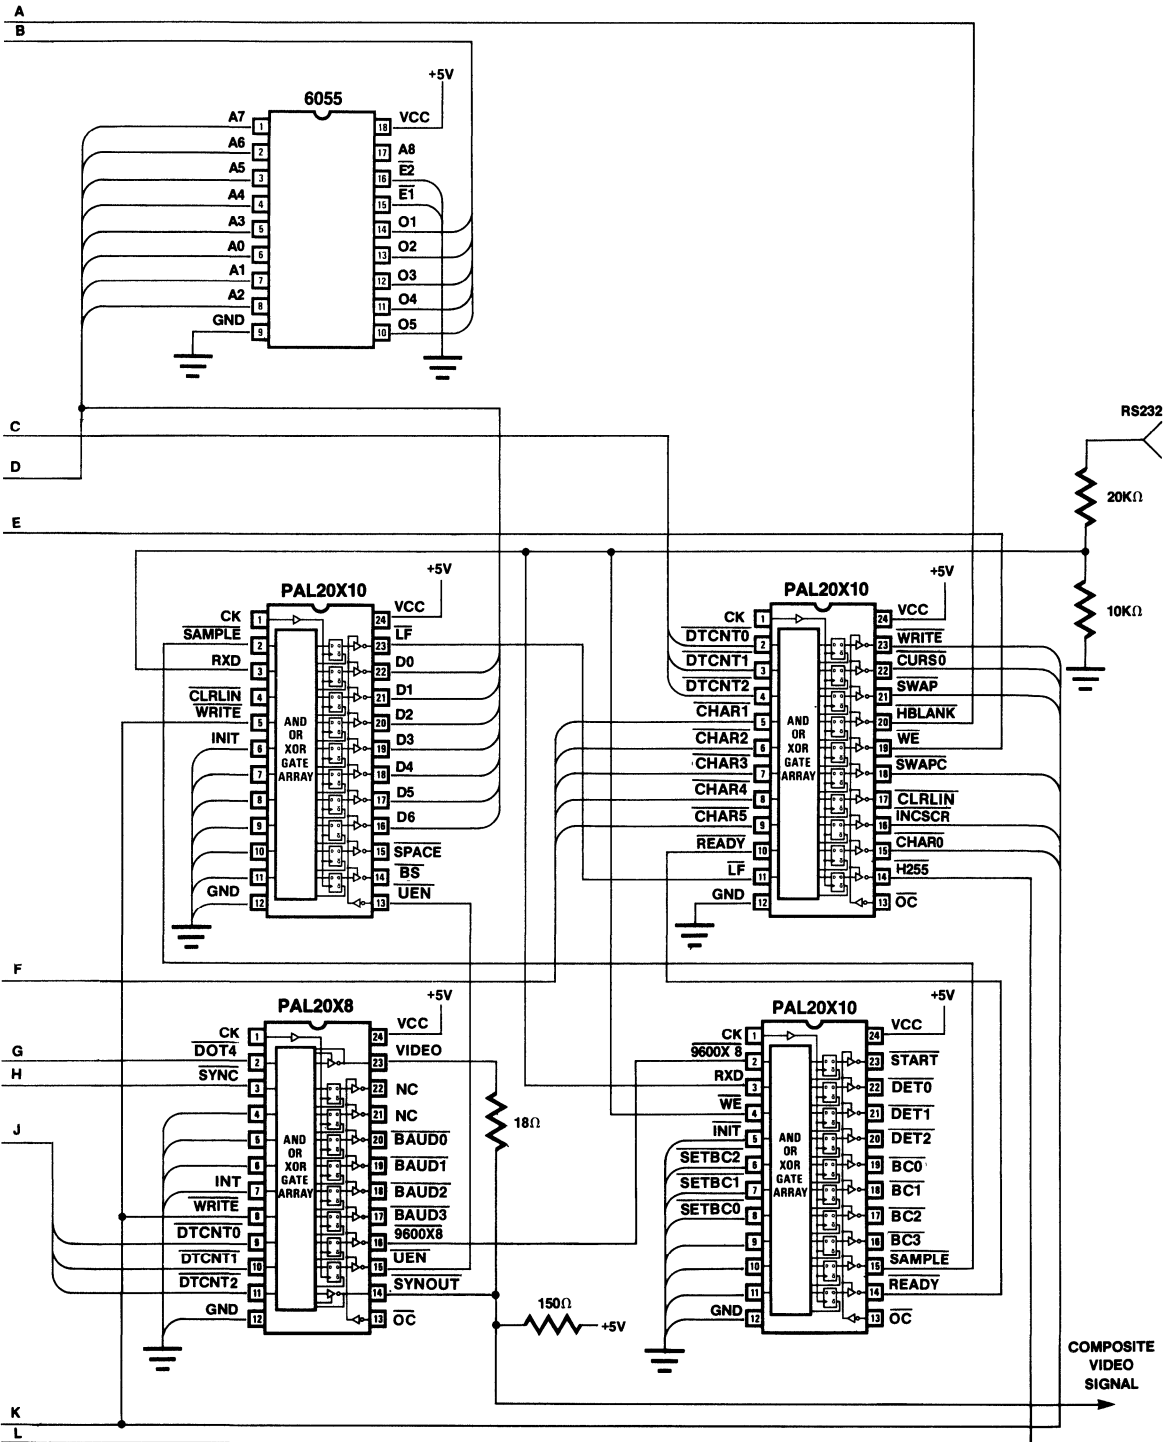 A
B
+5V
6055
A7 1 18 VCC
A6 2 17 A8
A5 3 16 E2
A4 4 15 E1
A3 5 14 O1
A0 6 13 O2
A1 7 12 O3
A2 8 11 O4
GND 9 10 O5
RS232
C
D
20KΩ
E
10KΩ
+5V
PAL20X10
CK 1 24 VCC
SAMPLE 2 23 LF
RXD 3 22 D0
CLRLIN 4 21 D1
WRITE 5 20 D2
INIT 6 19 D3
7 18 D4
8 17 D5
9 16 D6
10 15 SPACE
11 14 BS
GND 12 13 UEN
AND
OR
XOR
GATE
ARRAY
+5V
PAL20X10
CK 1 24 VCC
DTCNT0 2 23 WRITE
DTCNT1 3 22 CURS0
DTCNT2 4 21 SWAP
CHAR1 5 20 HBLANK
CHAR2 6 19 WE
CHAR3 7 18 SWAPC
CHAR4 8 17 CLRLIN
CHAR5 9 16 INCSCR
READY 10 15 CHAR0
LF 11 14 H255
GND 12 13 OC
AND
OR
XOR
GATE
ARRAY
F
G
H
J
+5V
PAL20X8
CK 1 24 VCC
DOT4 2 23 VIDEO
SYNC 3 22 NC
4 21 NC
5 20 BAUD0
6 19 BAUD1
INT 7 18 BAUD2
WRITE 8 17 BAUD3
DTCNT0 9 16 9600X8
DTCNT1 10 15 UEN
DTCNT2 11 14 SYNOUT
GND 12 13 OC
AND
OR
XOR
GATE
ARRAY
18Ω
150Ω
+5V
+5V
PAL20X10
CK 1 24 VCC
9600X 8 2 23 START
RXD 3 22 DET0
WE 4 21 DET1
INIT 5 20 DET2
SETBC2 6 19 BC0
SETBC1 7 18 BC1
SETBC0 8 17 BC2
9 16 BC3
10 15 SAMPLE
11 14 READY
GND 12 13 OC
AND
OR
XOR
GATE
ARRAY
COMPOSITE
VIDEO
SIGNAL
K
L